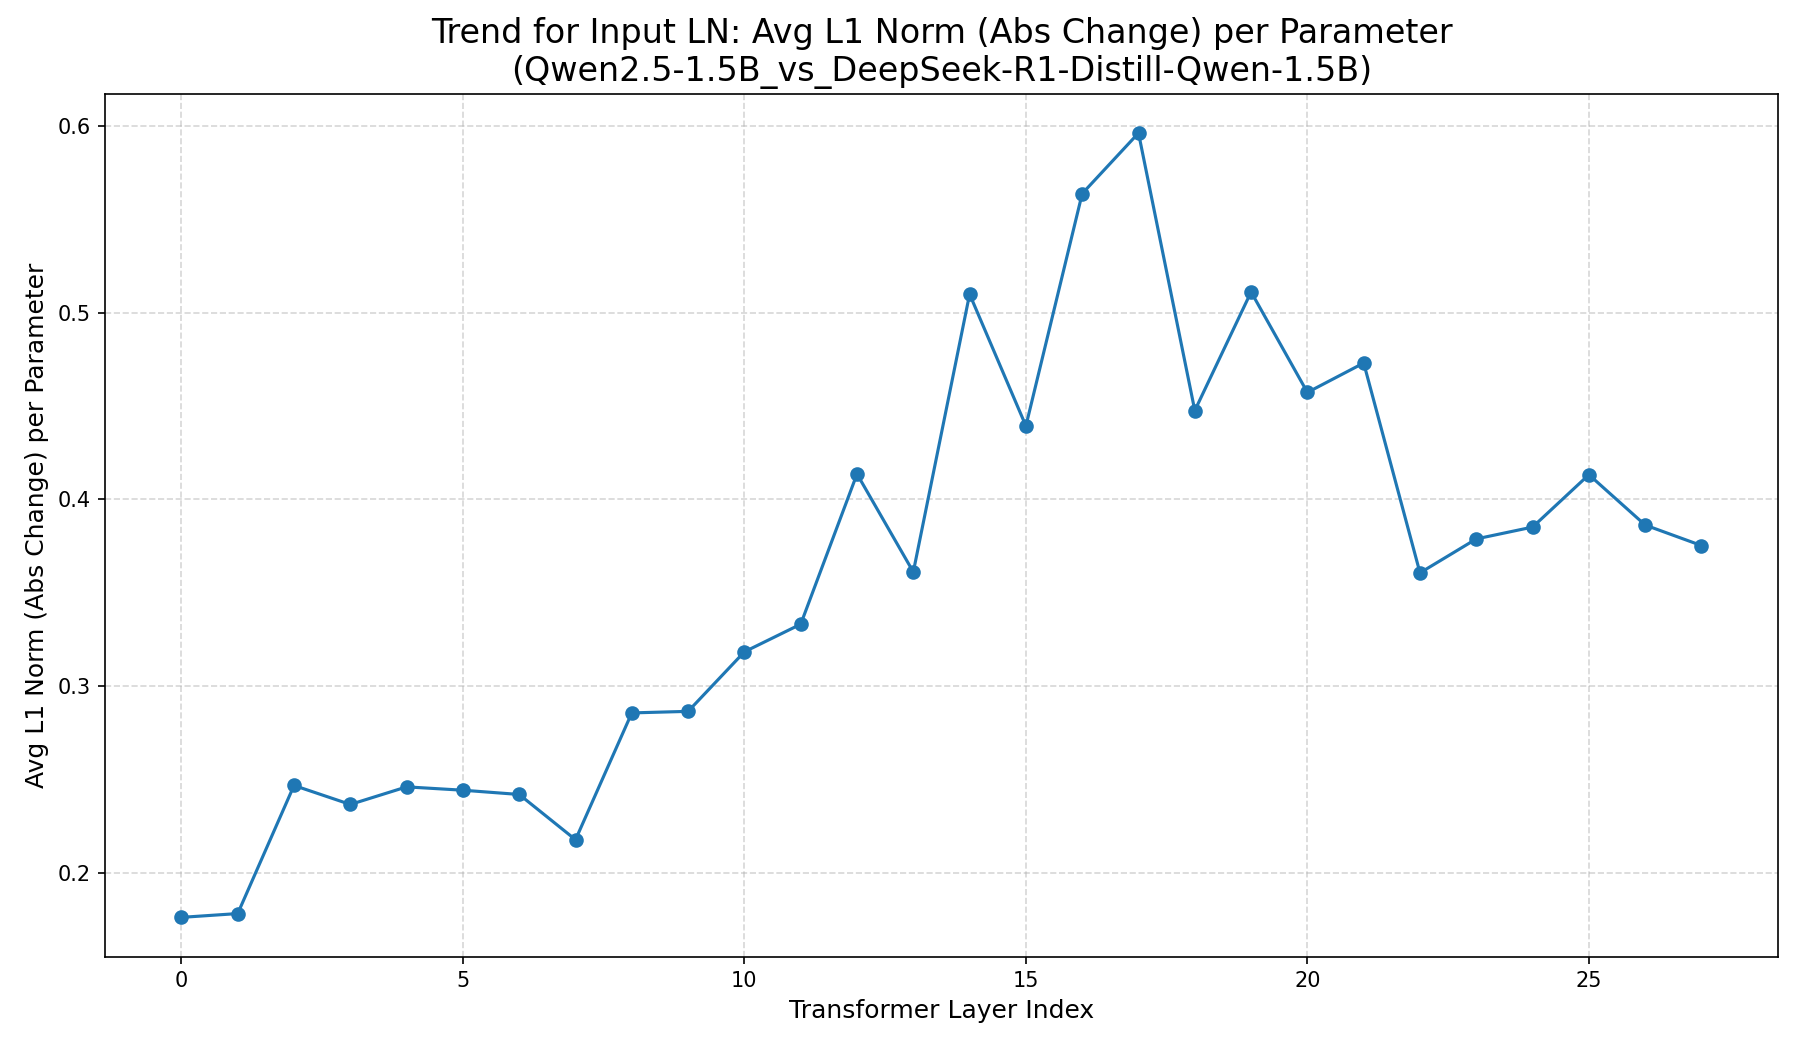 Trend for Input LN: Avg L1 Norm (Abs Change) per Parameter
(Qwen2.5-1.5B_vs_DeepSeek-R1-Distill-Qwen-1.5B)
Avg L1 Norm (Abs Change) per Parameter
0.6
0.5
0.4
0.3
0.2
0 5 10 15 20 25
Transformer Layer Index